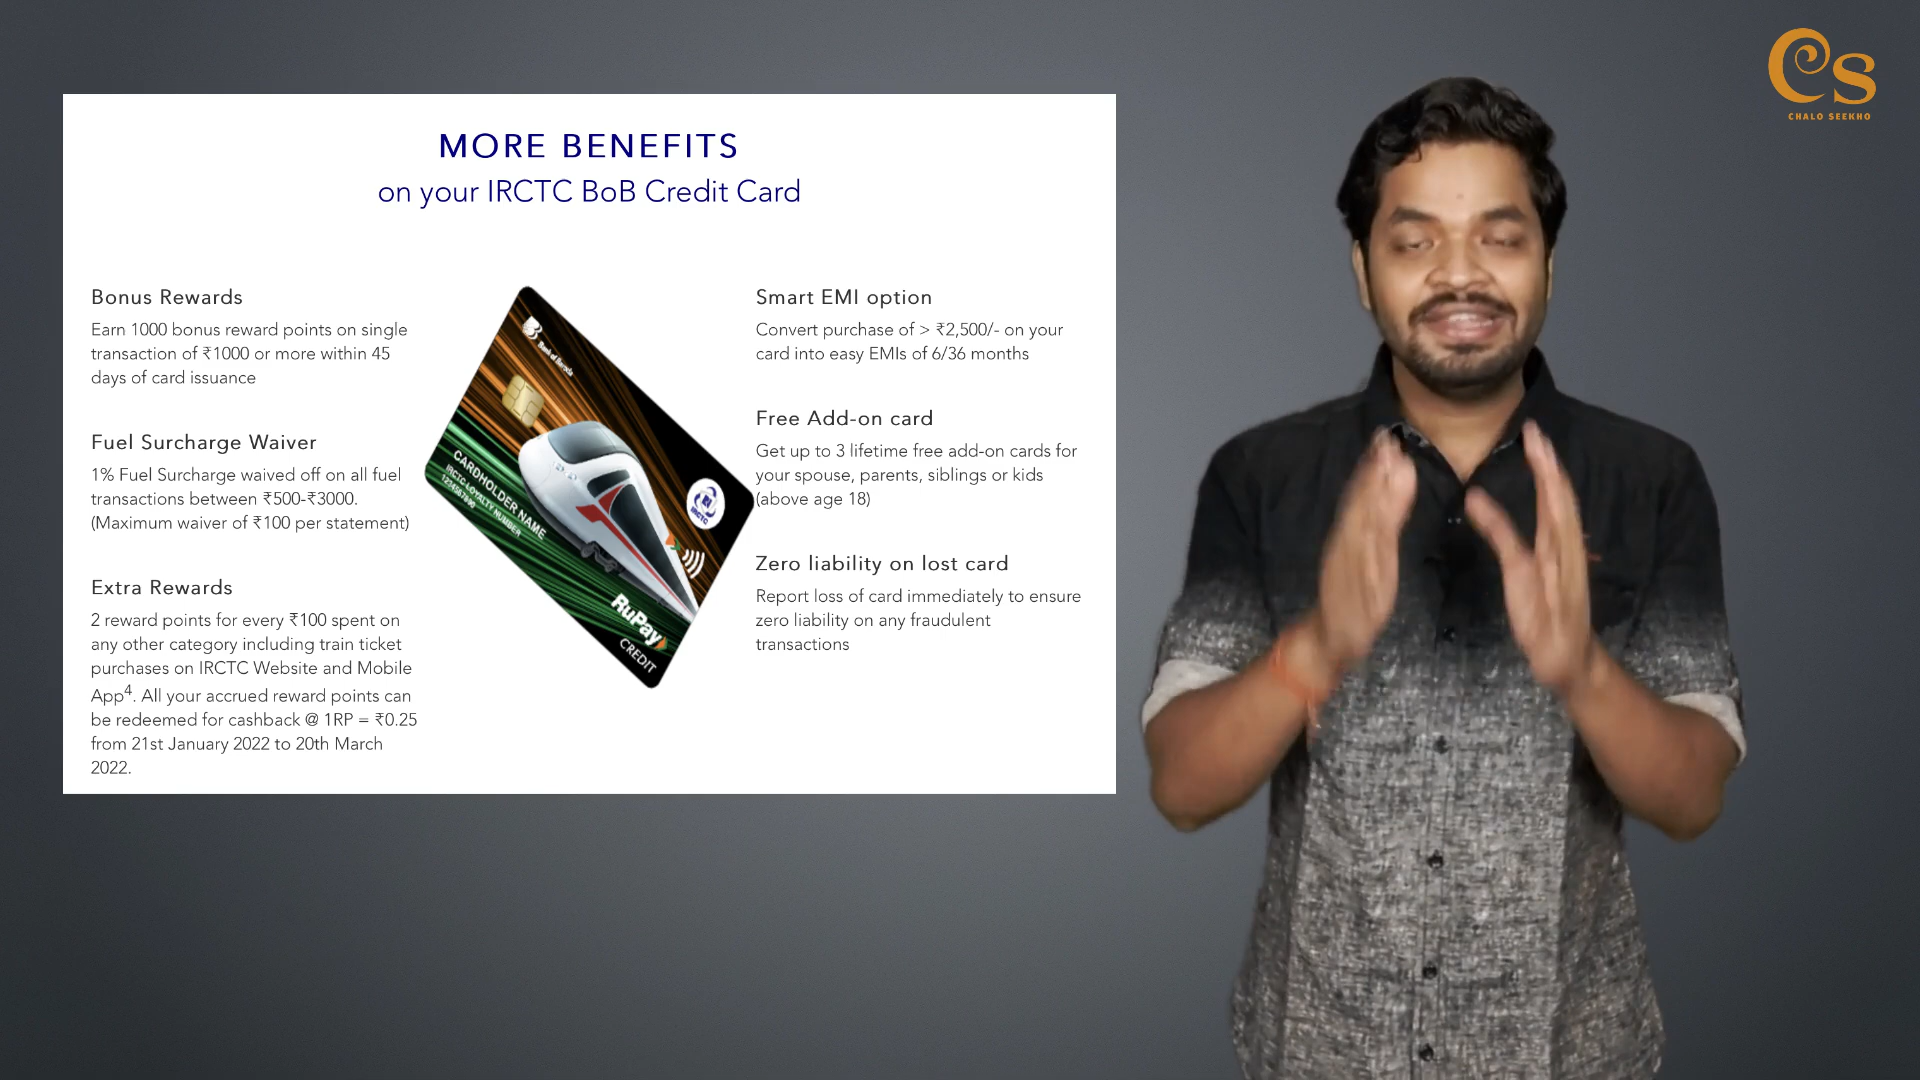 MORE BENEFITS
on your IRCTC BoB Credit Card
Bonus Rewards
Earn 1000 bonus reward points on single
transaction of ₹1000 or more within 45
days of card issuance
Fuel Surcharge Waiver
1% Fuel Surcharge waived off on all fuel
transactions between ₹500-₹3000.
(Maximum waiver of ₹100 per statement)
Extra Rewards
2 reward points for every ₹100 spent on
any other category including train ticket
purchases on IRCTC Website and Mobile
App⁴. All your accrued reward points can
be redeemed for cashback @ 1RP = ₹0.25
from 21st January 2022 to 20th March
2022.
Bank of Baroda
CARDHOLDER NAME
IRCTC LOYALTY NUMBER
1234567890
IRCTC
RuPay
CREDIT
Smart EMI option
Convert purchase of > ₹2,500/- on your
card into easy EMIs of 6/36 months
Free Add-on card
Get up to 3 lifetime free add-on cards for
your spouse, parents, siblings or kids
(above age 18)
Zero liability on lost card
Report loss of card immediately to ensure
zero liability on any fraudulent
transactions
CS
CHALO SEEKHO